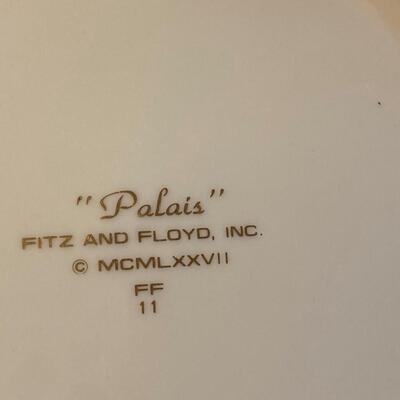 "Palais"
FITZ AND FLOYD, INC.
© MCMLXXVII
FF
11